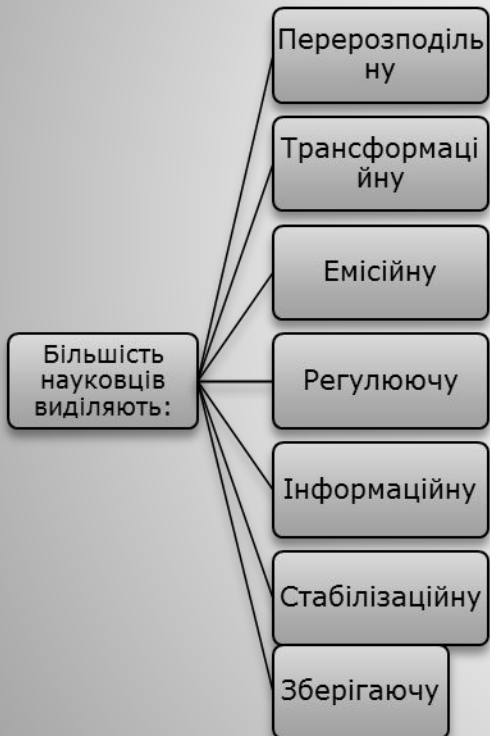 Перерозподіль
ну
Трансформаці
йну
Емісійну
Більшість
науковців
виділяють:
Регулюючу
Інформаційну
Стабілізаційну
Зберігаючу